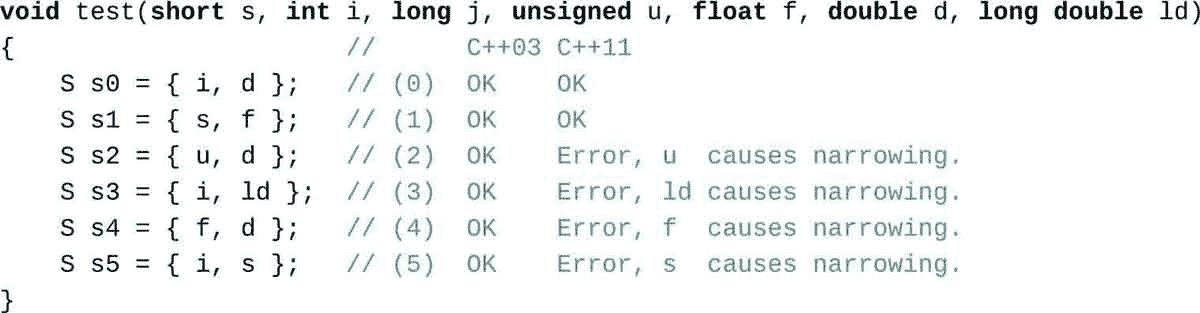 void test(short s, int i, long j, unsigned u, float f, double d, long double ld)
{                      //      C++03 C++11
    S s0 = { i, d };   // (0)  OK    OK
    S s1 = { s, f };   // (1)  OK    OK
    S s2 = { u, d };   // (2)  OK    Error, u  causes narrowing.
    S s3 = { i, ld };  // (3)  OK    Error, ld causes narrowing.
    S s4 = { f, d };   // (4)  OK    Error, f  causes narrowing.
    S s5 = { i, s };   // (5)  OK    Error, s  causes narrowing.
}